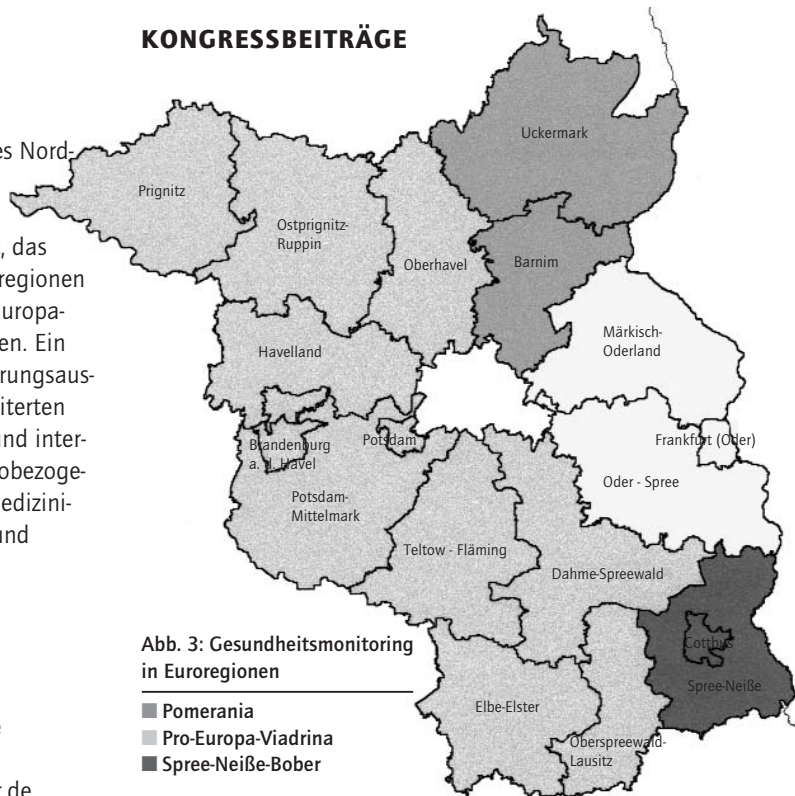 KONGRESSBEITRÄGE
es Nord-
, das
regionen
uropa-
en. Ein
rungsaus-
iterten
und inter-
obezoge-
edizini-
und
Uckermark
Prignitz
Ostprignitz-
Ruppin
Oberhavel
Barnim
Märkisch-
Oderland
Havelland
Brandenburg
a. d. Havel
Potsdam
Frankfurt (Oder)
Oder - Spree
Potsdam-
Mittelmark
Teltow - Fläming
Dahme-Spreewald
Cottbus
Spree-Neiße
Elbe-Elster
Oberspreewald-
Lausitz
Abb. 3: Gesundheitsmonitoring
in Euroregionen
Pomerania
Pro-Europa-Viadrina
Spree-Neiße-Bober